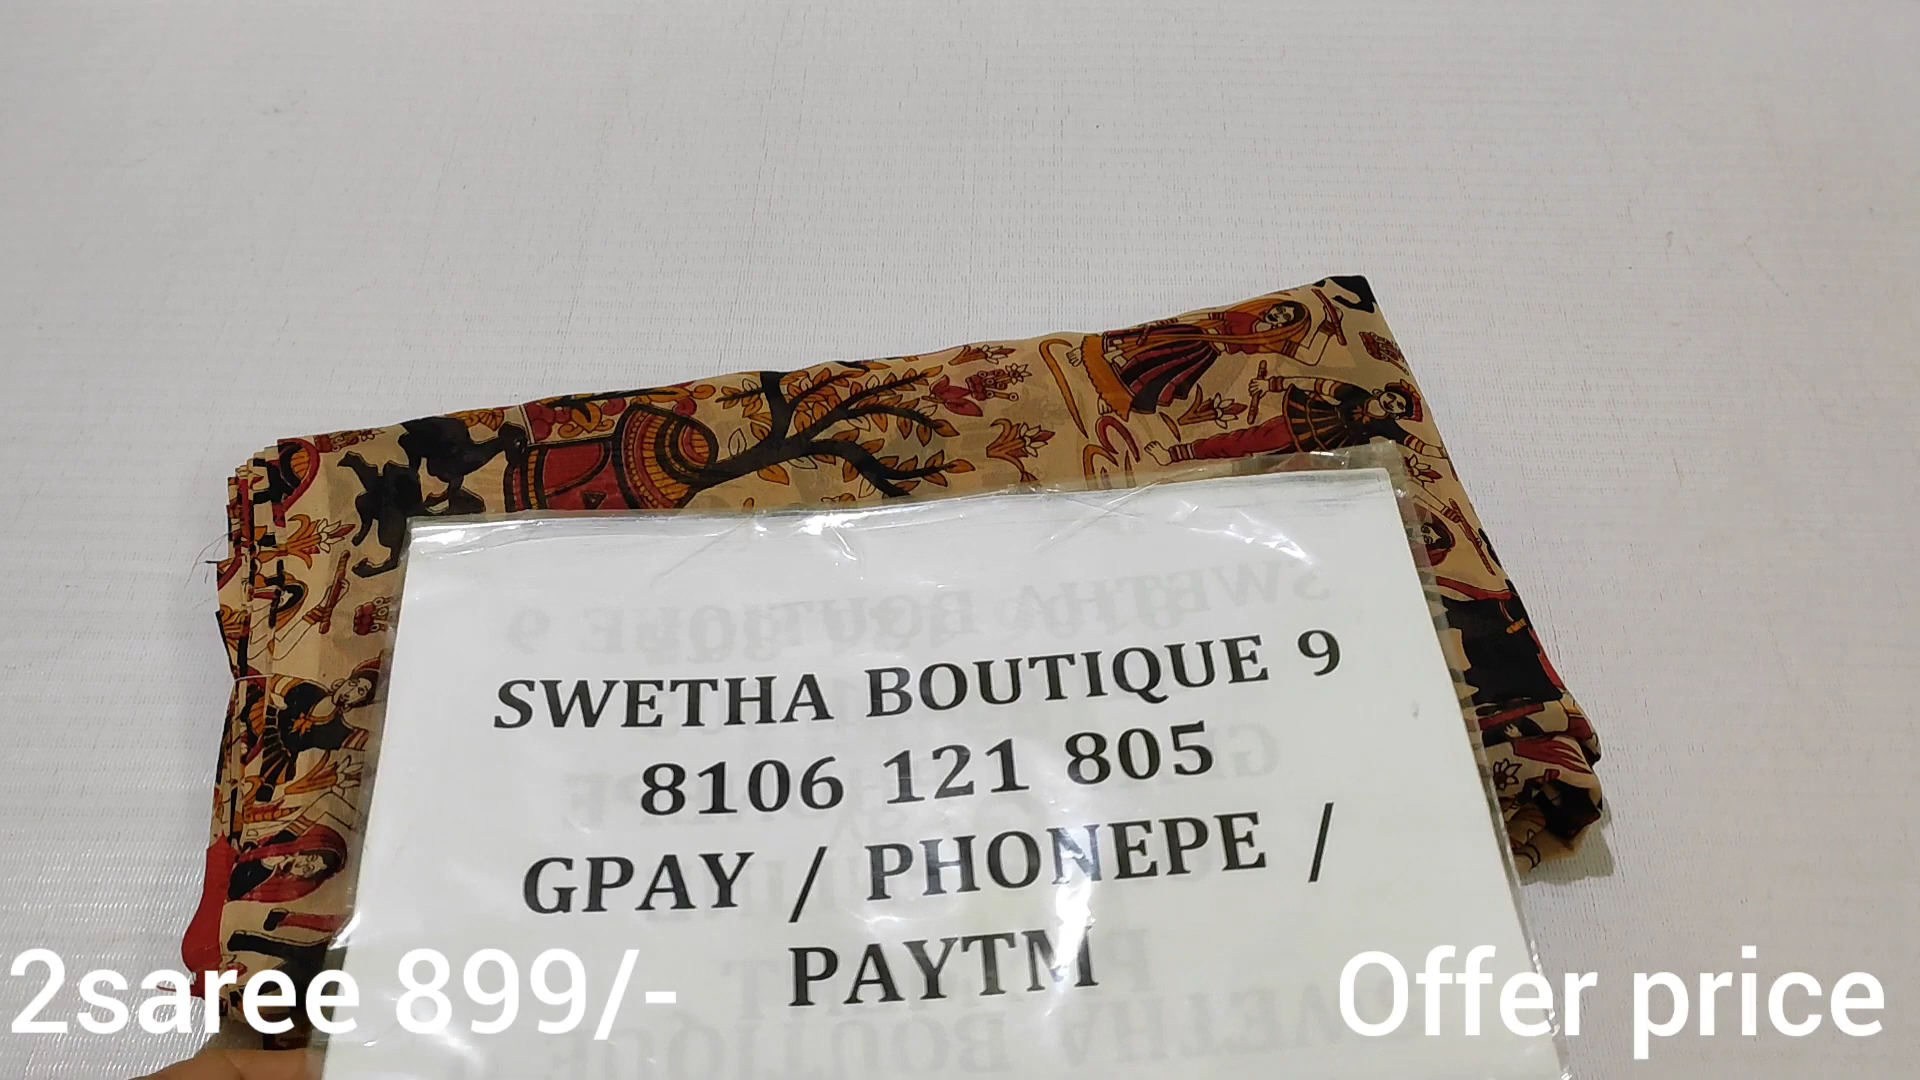 SWETHA BOUTIQUE 9
8106 121 805
GPAY / PHONEPE /
PAYTM
2saree 899/-
Offer price